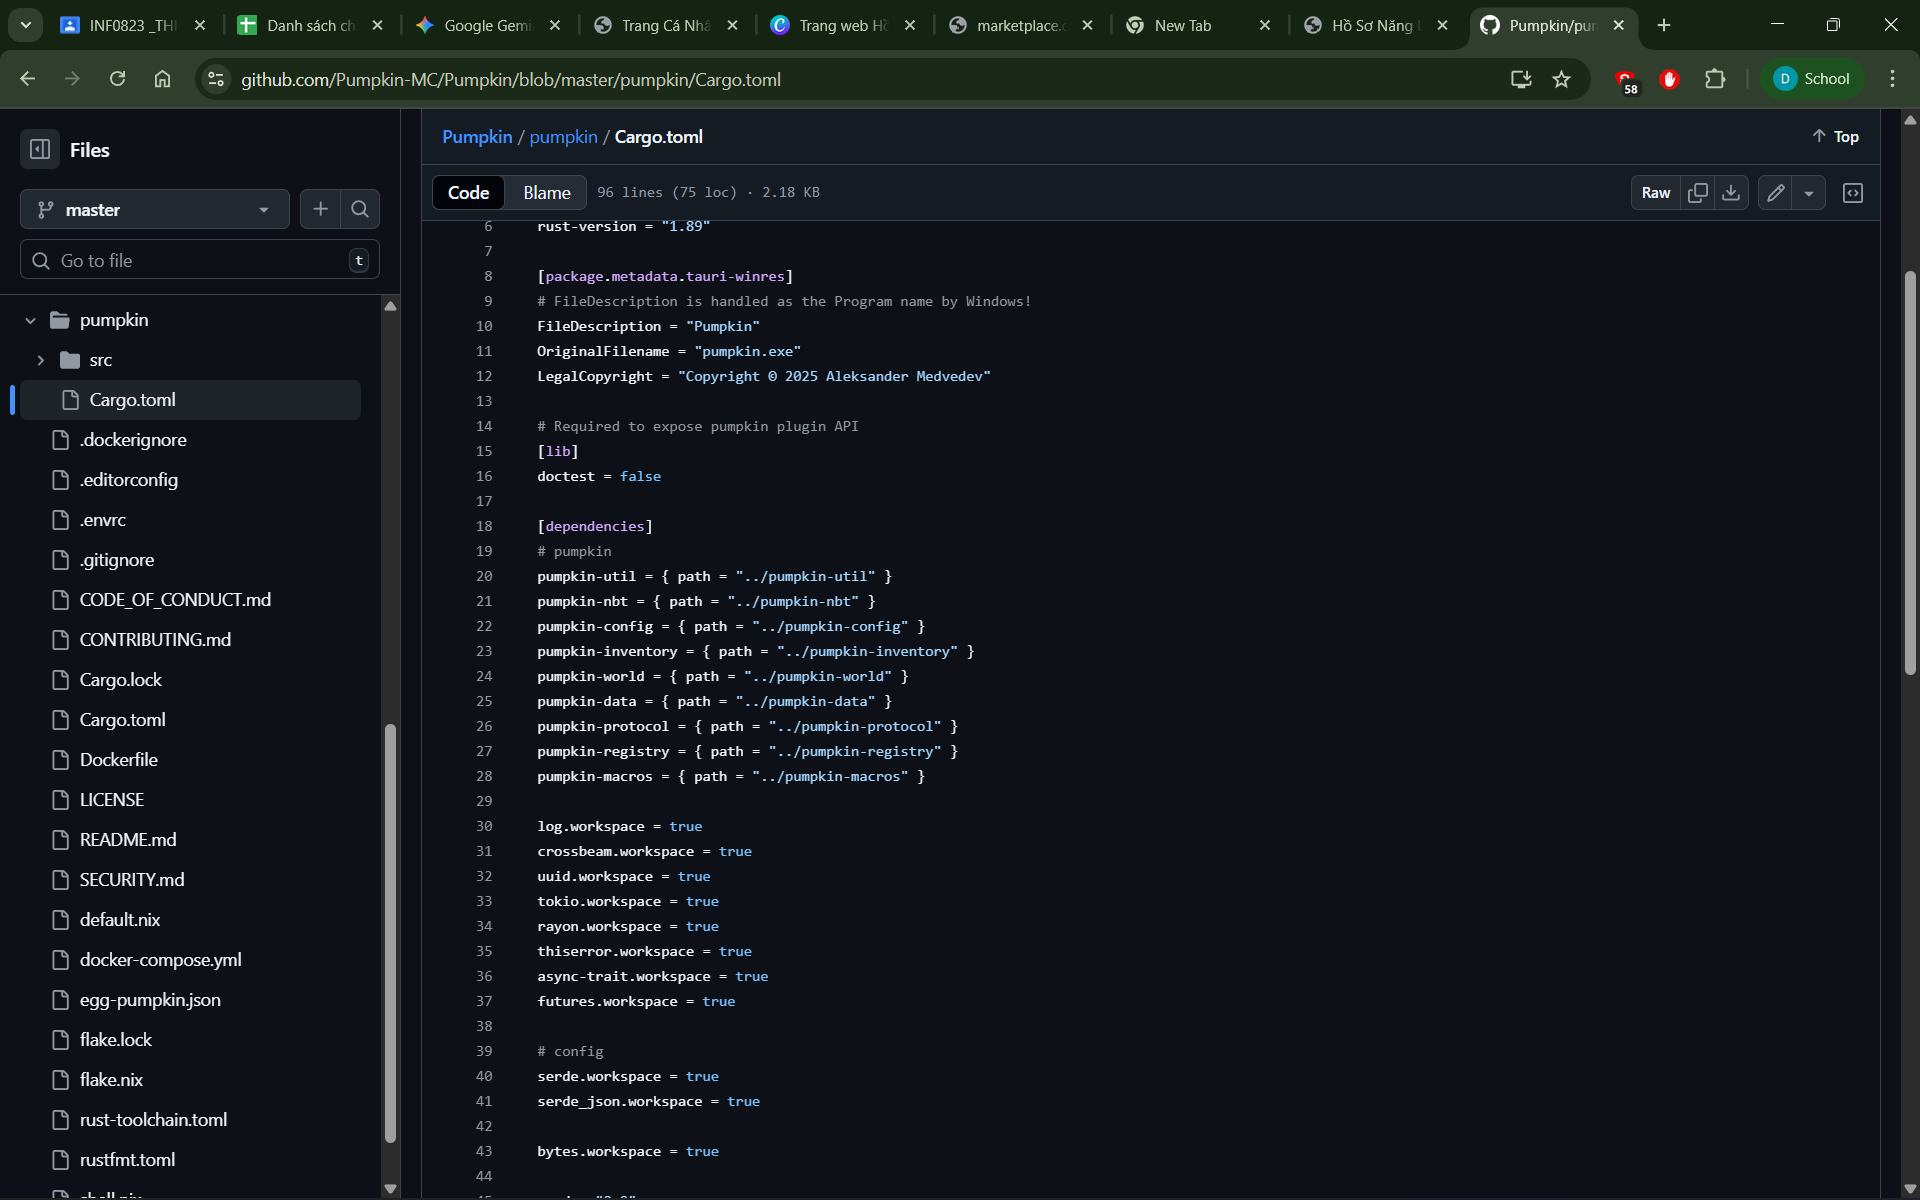 INF0823 _TH
Danh sách ch
Google Gemi
Trang Cá Nhâ
Trang web H
marketplace.
New Tab
Hồ Sơ Năng
Pumpkin/pu
github.com/Pumpkin-MC/Pumpkin/blob/master/pumpkin/Cargo.toml
58
D School
Files
master
Go to file
t
pumpkin
src
Cargo.toml
.dockerignore
.editorconfig
.envrc
.gitignore
CODE_OF_CONDUCT.md
CONTRIBUTING.md
Cargo.lock
Cargo.toml
Dockerfile
LICENSE
README.md
SECURITY.md
default.nix
docker-compose.yml
egg-pumpkin.json
flake.lock
flake.nix
rust-toolchain.toml
rustfmt.toml
Pumpkin / pumpkin / Cargo.toml
Top
Code Blame 96 lines (75 loc) · 2.18 KB
Raw
6 rust-version = "1.89"
7
8 [package.metadata.tauri-winres]
9 # FileDescription is handled as the Program name by Windows!
10 FileDescription = "Pumpkin"
11 OriginalFilename = "pumpkin.exe"
12 LegalCopyright = "Copyright © 2025 Aleksander Medvedev"
13
14 # Required to expose pumpkin plugin API
15 [lib]
16 doctest = false
17
18 [dependencies]
19 # pumpkin
20 pumpkin-util = { path = "../pumpkin-util" }
21 pumpkin-nbt = { path = "../pumpkin-nbt" }
22 pumpkin-config = { path = "../pumpkin-config" }
23 pumpkin-inventory = { path = "../pumpkin-inventory" }
24 pumpkin-world = { path = "../pumpkin-world" }
25 pumpkin-data = { path = "../pumpkin-data" }
26 pumpkin-protocol = { path = "../pumpkin-protocol" }
27 pumpkin-registry = { path = "../pumpkin-registry" }
28 pumpkin-macros = { path = "../pumpkin-macros" }
29
30 log.workspace = true
31 crossbeam.workspace = true
32 uuid.workspace = true
33 tokio.workspace = true
34 rayon.workspace = true
35 thiserror.workspace = true
36 async-trait.workspace = true
37 futures.workspace = true
38
39 # config
40 serde.workspace = true
41 serde_json.workspace = true
42
43 bytes.workspace = true
44